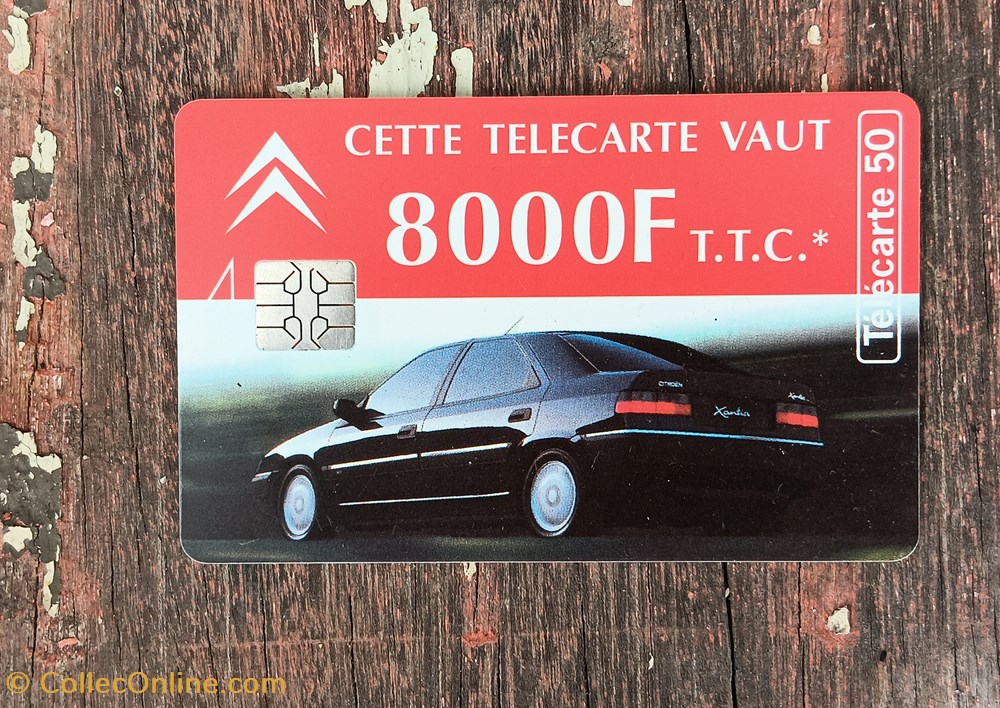 CETTE TELECARTE VAUT
8000F T.T.C.*
Télécarte 50
CITROËN
Xantia
© CollecOnline.com